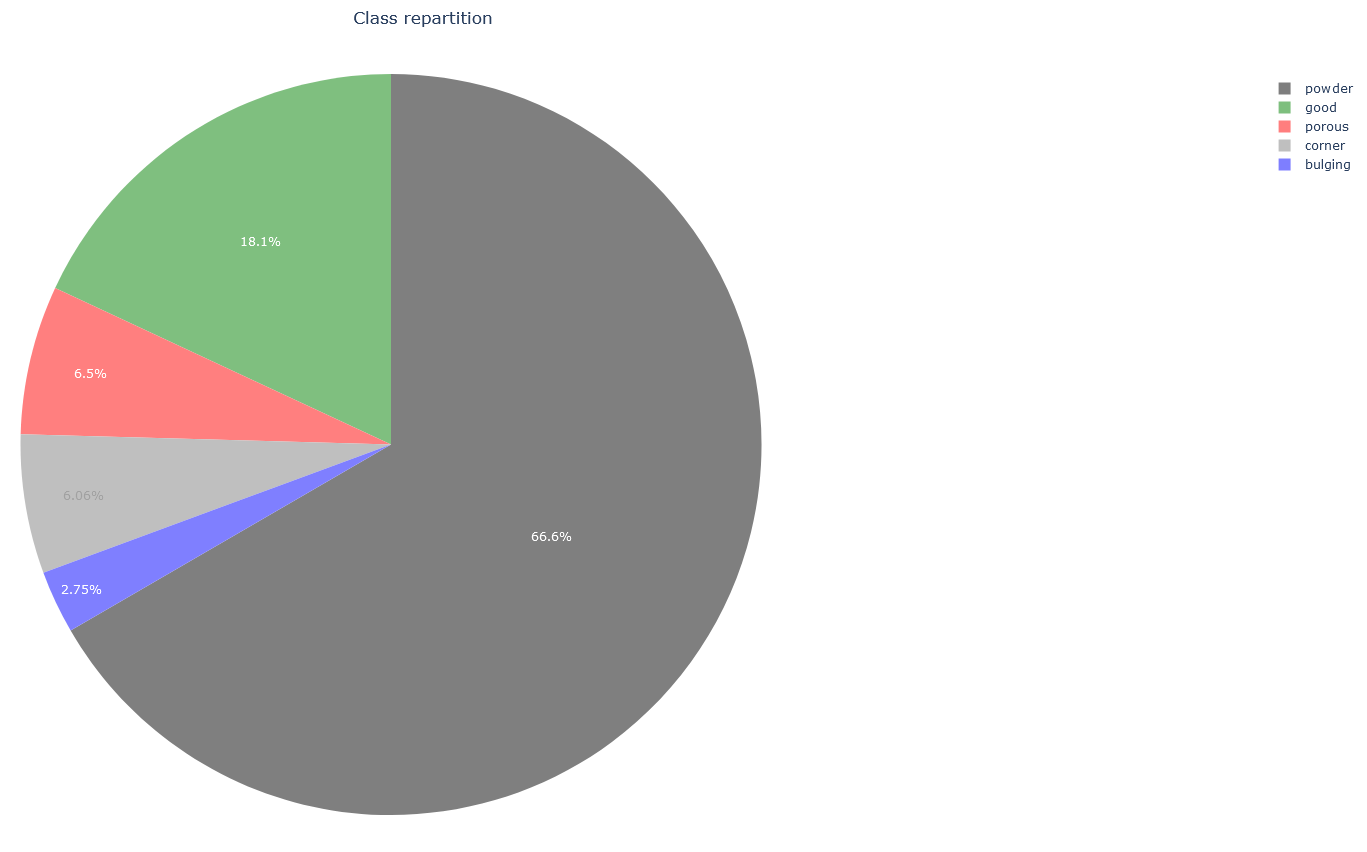 Class repartition
powder
good
porous
corner
bulging
18.1%
6.5%
6.06%
2.75%
66.6%